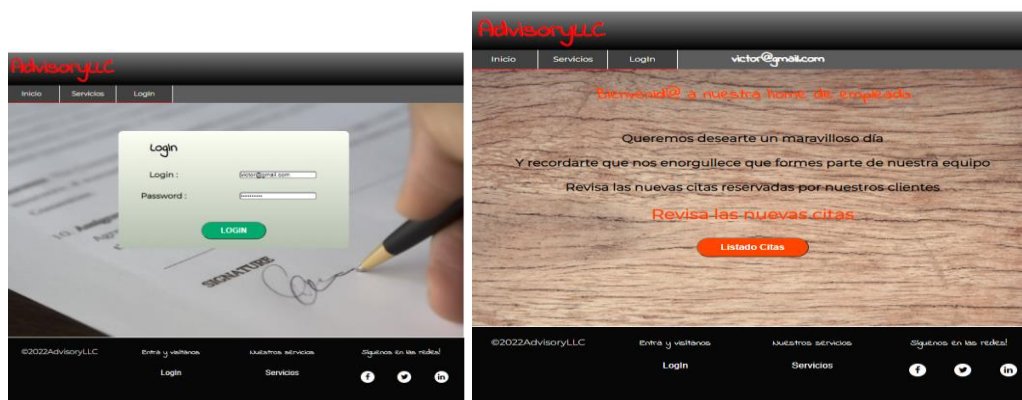 AdvisoryLLC
Inicio Servicios LogIn
LogIn
Login :
victor@gmail.com
Password :
LOGIN
SIGNATURE
©2022AdvisoryLLC
Entra y visítanos
Nuestros servicios
Síguenos en las redes!
LogIn
Servicios
AdvisoryLLC
Inicio Servicios LogIn victor@gmail.com
Bienvenid@ a nuestra home de empleado
Queremos desearte un maravilloso día
Y recordarte que nos enorgullece que formes parte de nuestra equipo
Revisa las nuevas citas reservadas por nuestros clientes
Revisa las nuevas citas
Listado Citas
©2022AdvisoryLLC
Entra y visítanos
Nuestros servicios
Síguenos en las redes!
LogIn
Servicios